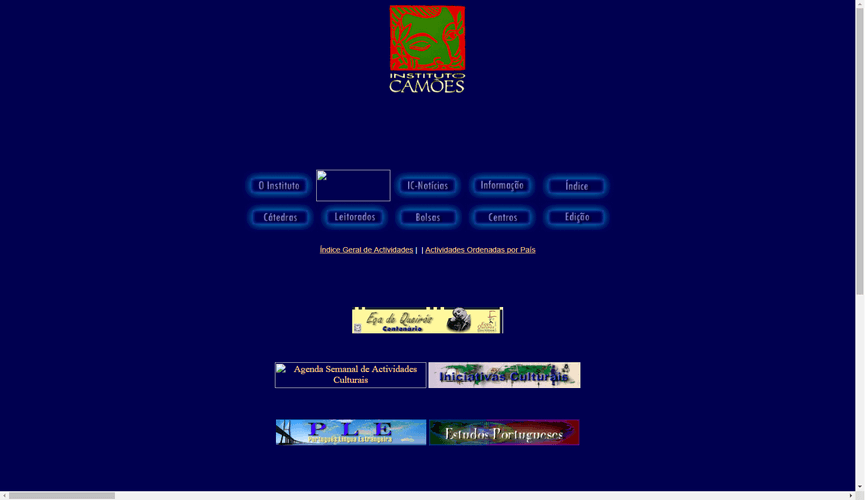 INSTITUTO
CAMÕES
O Instituto
IC-Notícias
Informação
Índice
Cátedras
Leitorados
Bolsas
Centros
Edição
Índice Geral de Actividades | | Actividades Ordenadas por País
Eça de Queirós
Centenário
Agenda Semanal de Actividades
Culturais
Iniciativas Culturais
PLE
Português Língua Estrangeira
Estudos Portugueses